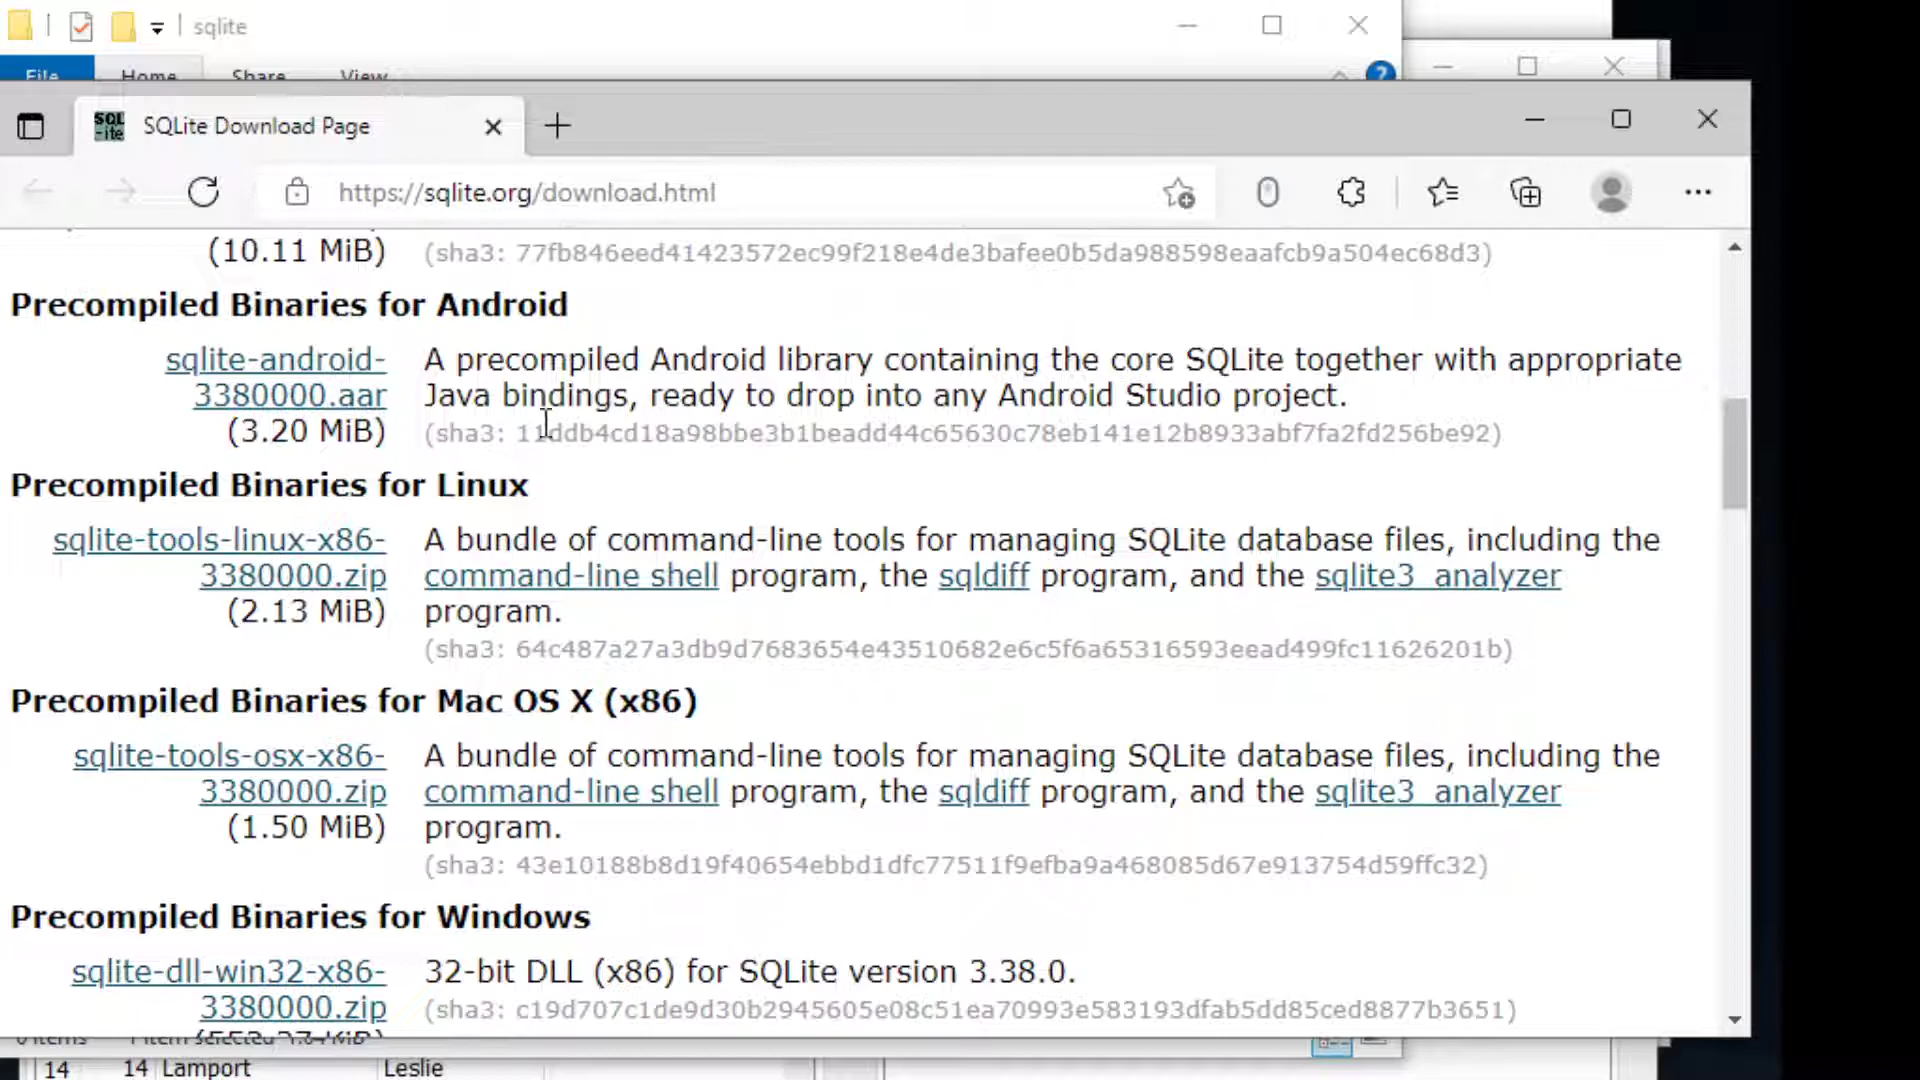 sqlite
File Home Share View
SQLite Download Page
https://sqlite.org/download.html
(10.11 MiB) (sha3: 77fb846eed41423572ec99f218e4de3bafee0b5da988598eaafcb9a504ec68d3)
Precompiled Binaries for Android
sqlite-android- A precompiled Android library containing the core SQLite together with appropriate
3380000.aar Java bindings, ready to drop into any Android Studio project.
(3.20 MiB) (sha3: 11ddb4cd18a98bbe3b1beadd44c65630c78eb141e12b8933abf7fa2fd256be92)
Precompiled Binaries for Linux
sqlite-tools-linux-x86- A bundle of command-line tools for managing SQLite database files, including the
3380000.zip command-line shell program, the sqldiff program, and the sqlite3_analyzer
(2.13 MiB) program.
(sha3: 64c487a27a3db9d7683654e43510682e6c5f6a65316593eead499fc11626201b)
Precompiled Binaries for Mac OS X (x86)
sqlite-tools-osx-x86- A bundle of command-line tools for managing SQLite database files, including the
3380000.zip command-line shell program, the sqldiff program, and the sqlite3_analyzer
(1.50 MiB) program.
(sha3: 43e10188b8d19f40654ebbd1dfc77511f9efba9a468085d67e913754d59ffc32)
Precompiled Binaries for Windows
sqlite-dll-win32-x86- 32-bit DLL (x86) for SQLite version 3.38.0.
3380000.zip (sha3: c19d707c1de9d30b2945605e08c51ea70993e583193dfab5dd85ced8877b3651)
14 14 Lamport Leslie